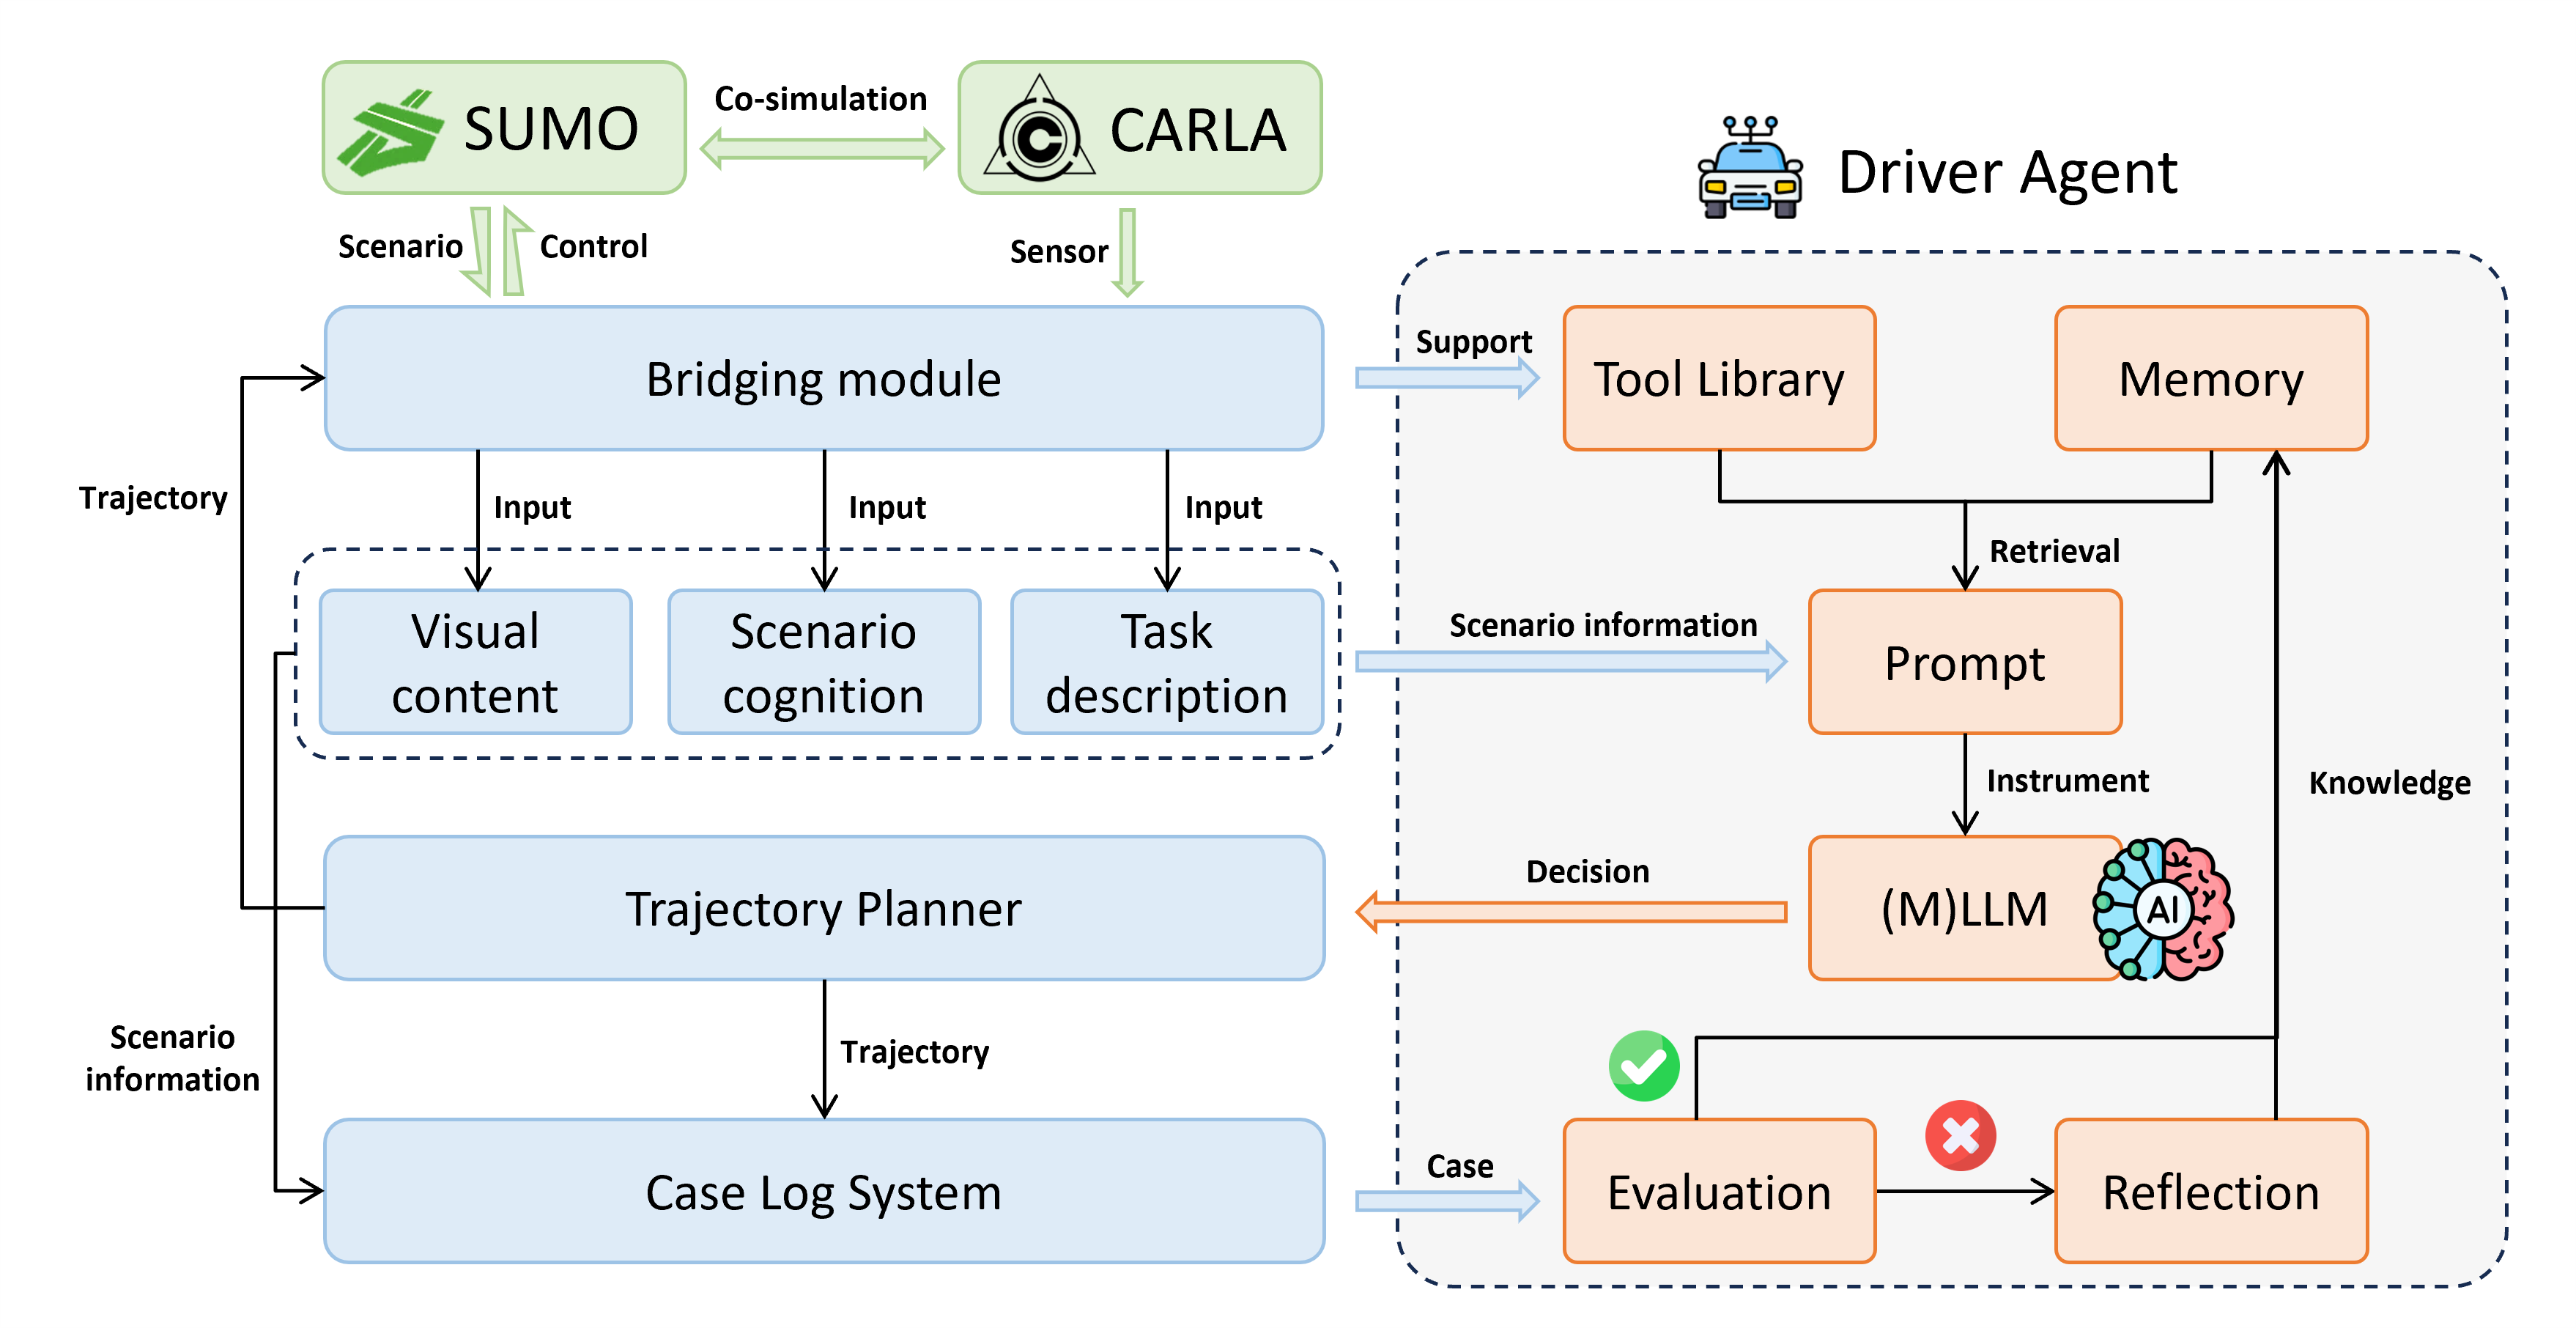 SUMO
Co-simulation
CARLA
Driver Agent
Scenario
Control
Sensor
Bridging module
Support
Tool Library
Memory
Trajectory
Input
Input
Input
Retrieval
Visual
content
Scenario
cognition
Task
description
Scenario information
Prompt
Instrument
Knowledge
Trajectory Planner
Decision
(M)LLM
AI
Scenario
information
Trajectory
Case Log System
Case
Evaluation
Reflection